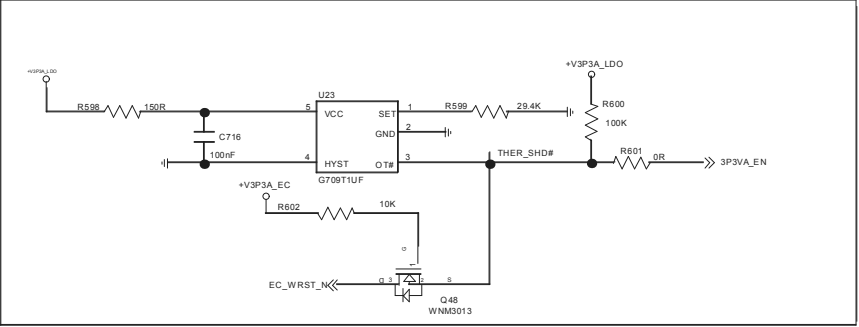 +V3P3A_LDO
+V3P3A_LDO
U23
R598 150R 5 VCC SET 1 R599 29.4K R600
100K
C716
GND 2
THER_SHD#
100nF 4 HYST OT# 3 R601 0R 3P3VA_EN
G709T1UF
+V3P3A_EC
R602 10K
G
1
EC_WRST_N D 3 2 S
Q48
WNM3013